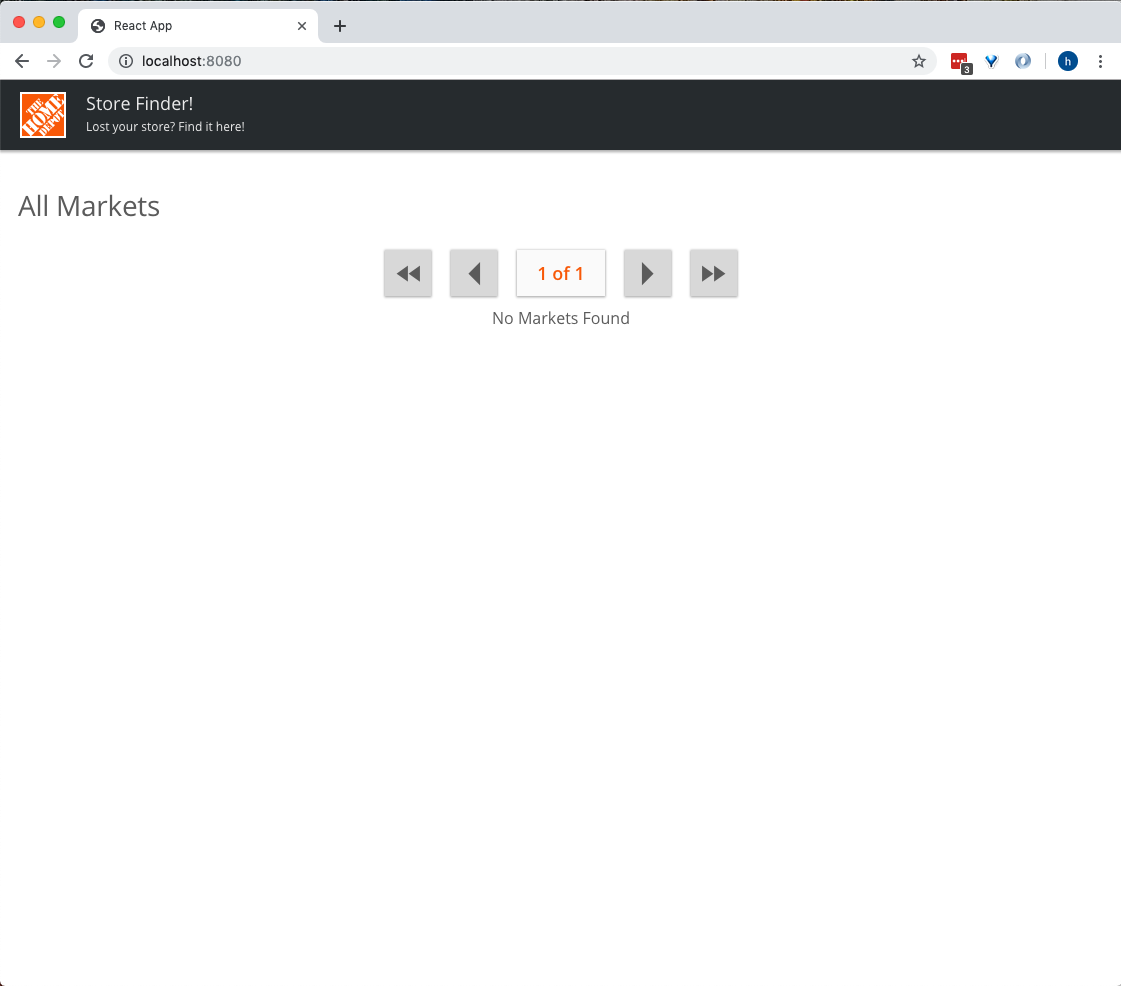 React App
localhost:8080
3
h
THE
HOME
DEPOT
Store Finder!
Lost your store? Find it here!
All Markets
1 of 1
No Markets Found